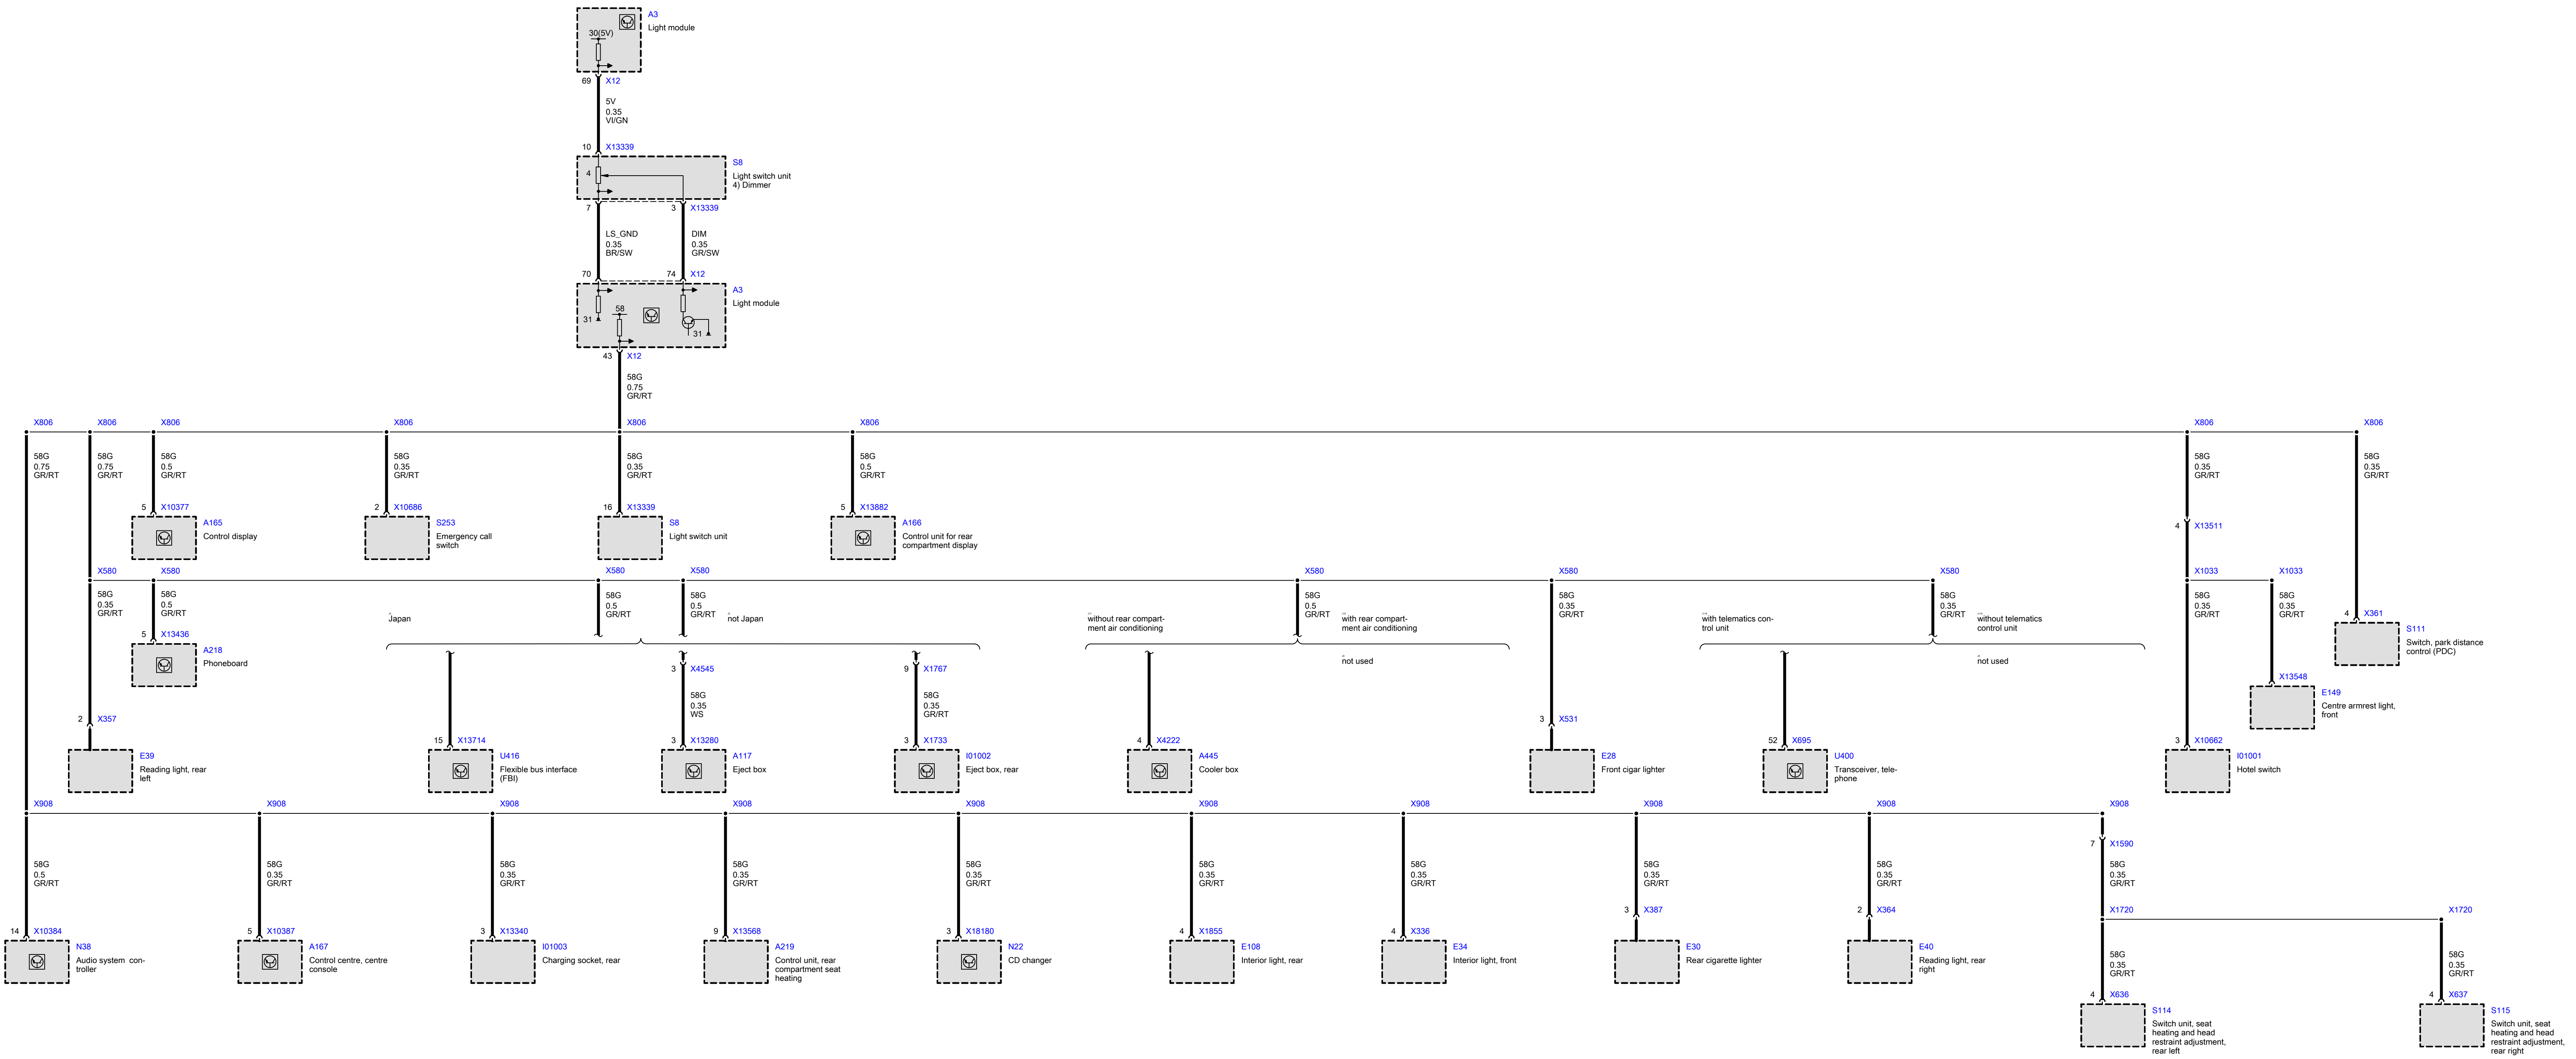 A3
Light module
30(5V)
69 X12
5V
0.35
VI/GN
10 X13339
S8
4
Light switch unit
4) Dimmer
7 3 X13339
LS_GND DIM
0.35 0.35
BR/SW GR/SW
70 74 X12
A3
Light module
58
31
31
43 X12
58G
0.75
GR/RT
X806 X806 X806 X806 X806 X806 X806 X806
58G 58G 58G 58G 58G 58G 58G 58G
0.75 0.75 0.5 0.35 0.35 0.5 0.35 0.35
GR/RT GR/RT GR/RT GR/RT GR/RT GR/RT GR/RT GR/RT
5 X10377 2 X10686 16 X13339 5 X13882
A165 S253 S8 A166 4 X13511
Control display Emergency call Light switch unit Control unit for rear
switch compartment display
X580 X580 X580 X580 X580 X580 X580 X1033 X1033
58G 58G 58G 58G 58G 58G 58G 58G 58G
0.35 0.5 0.5 0.5 0.5 0.35 0.35 0.35 0.35
GR/RT GR/RT GR/RT GR/RT GR/RT GR/RT GR/RT GR/RT GR/RT
4 X361
Japan not Japan without rear compart- with rear compart- with telematics con- without telematics
ment air conditioning ment air conditioning trol unit control unit
S111
5 X13436
Switch, park distance
control (PDC)
A218
Phoneboard
not used not used
3 X4545 9 X1767
X13548
58G 58G
0.35 0.35
WS GR/RT
E149
Centre armrest light,
front
2 X357 3 X531
15 X13714 3 X13280 3 X1733 4 X4222 52 X695 3 X10662
E39 U416 A117 I01002 A445 E28 U400 I01001
Reading light, rear Flexible bus interface Eject box Eject box, rear Cooler box Front cigar lighter Transceiver, tele- Hotel switch
left (FBI) phone
X908 X908 X908 X908 X908 X908 X908 X908 X908 X908
7 X1590
58G 58G 58G 58G 58G 58G 58G 58G 58G 58G
0.5 0.35 0.35 0.35 0.35 0.35 0.35 0.35 0.35 0.35
GR/RT GR/RT GR/RT GR/RT GR/RT GR/RT GR/RT GR/RT GR/RT GR/RT
3 X387 2 X364 X1720 X1720
14 X10384 5 X10387 3 X13340 9 X13568 3 X18180 4 X1855 4 X336
N38 A167 I01003 A219 N22 E108 E34 E30 E40
Audio system con- Control centre, centre Charging socket, rear Control unit, rear CD changer Interior light, rear Interior light, front Rear cigarette lighter Reading light, rear
troller console compartment seat right
heating
58G 58G
0.35 0.35
GR/RT GR/RT
4 X636 4 X637
S114 S115
Switch unit, seat Switch unit, seat
heating and head heating and head
restraint adjustment, restraint adjustment,
rear left rear right